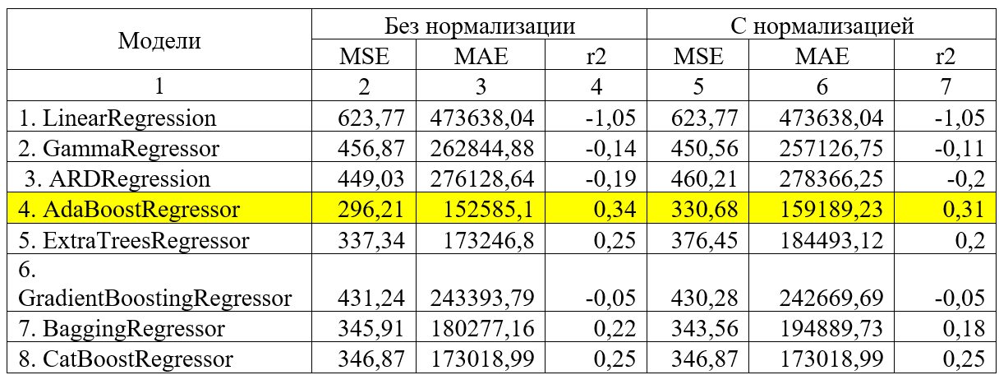 Модели Без нормализации С нормализацией
MSE MAE r2 MSE MAE r2
1 2 3 4 5 6 7
1. LinearRegression 623,77 473638,04 -1,05 623,77 473638,04 -1,05
2. GammaRegressor 456,87 262844,88 -0,14 450,56 257126,75 -0,11
3. ARDRegression 449,03 276128,64 -0,19 460,21 278366,25 -0,2
4. AdaBoostRegressor 296,21 152585,1 0,34 330,68 159189,23 0,31
5. ExtraTreesRegressor 337,34 173246,8 0,25 376,45 184493,12 0,2
6.
GradientBoostingRegressor 431,24 243393,79 -0,05 430,28 242669,69 -0,05
7. BaggingRegressor 345,91 180277,16 0,22 343,56 194889,73 0,18
8. CatBoostRegressor 346,87 173018,99 0,25 346,87 173018,99 0,25